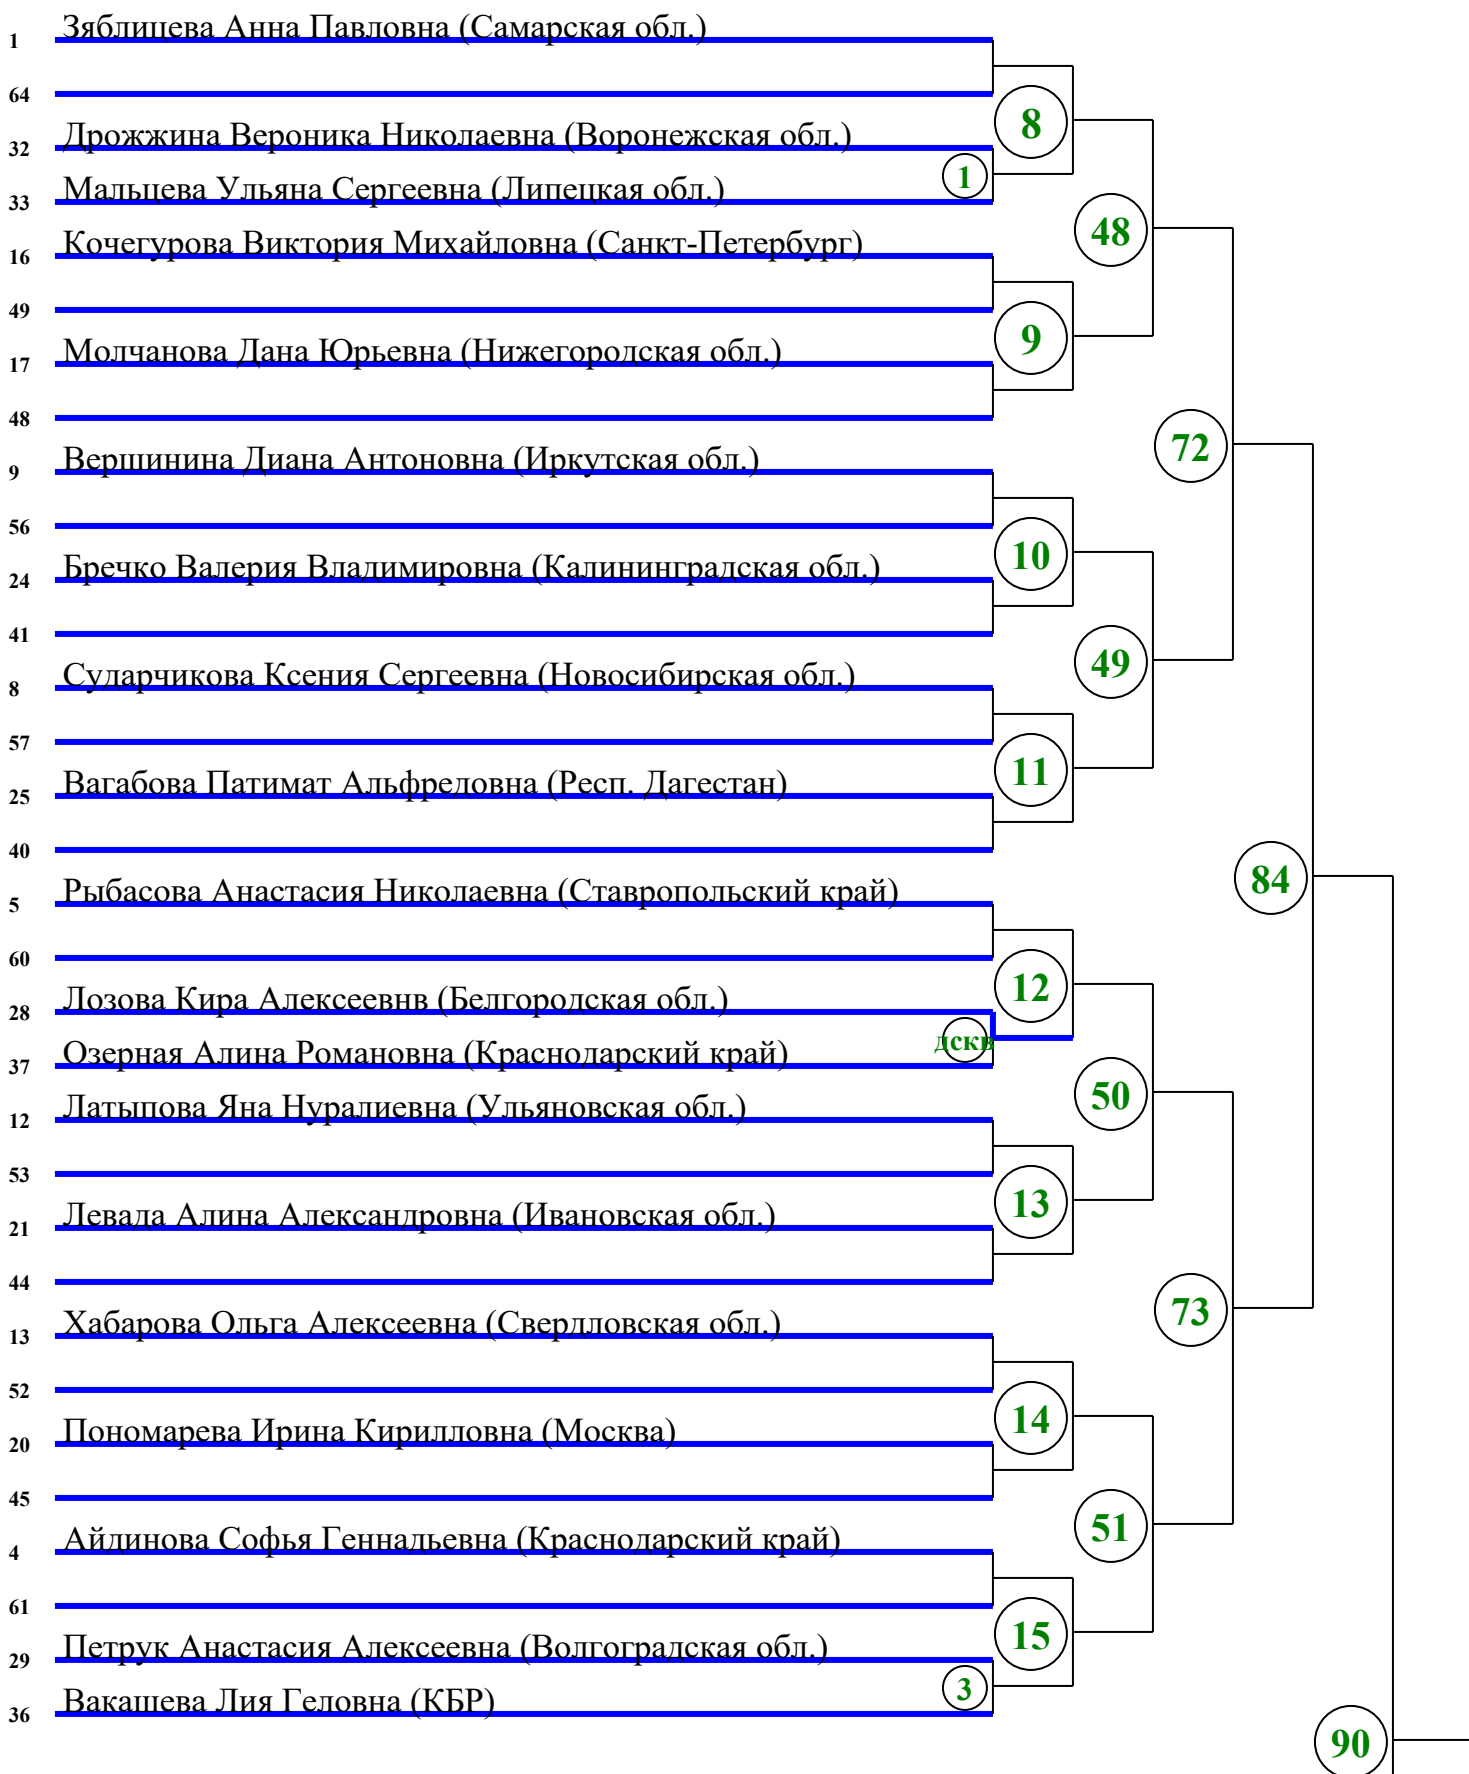 1 Зяблицева Анна Павловна (Самарская обл.)
64
8
32 Дрожжина Вероника Николаевна (Воронежская обл.)
1
33 Мальцева Ульяна Сергеевна (Липецкая обл.)
48
16 Кочегурова Виктория Михайловна (Санкт-Петербург)
49
9
17 Молчанова Дана Юрьевна (Нижегородская обл.)
48
72
9 Вершинина Диана Антоновна (Иркутская обл.)
56
10
24 Бречко Валерия Владимировна (Калининградская обл.)
41
49
8 Сударчикова Ксения Сергеевна (Новосибирская обл.)
57
11
25 Вагабова Патимат Альфредовна (Респ. Дагестан)
40
84
5 Рыбасова Анастасия Николаевна (Ставропольский край)
60
12
28 Лозова Кира Алексеевнв (Белгородская обл.)
дскв
37 Озерная Алина Романовна (Краснодарский край)
50
12 Латыпова Яна Нуралиевна (Ульяновская обл.)
53
13
21 Левада Алина Александровна (Ивановская обл.)
44
73
13 Хабарова Ольга Алексеевна (Свердловская обл.)
52
14
20 Пономарева Ирина Кирилловна (Москва)
45
51
4 Айдинова Софья Геннадьевна (Краснодарский край)
61
15
29 Петрук Анастасия Алексеевна (Волгоградская обл.)
3
36 Вакашева Лия Геловна (КБР)
90